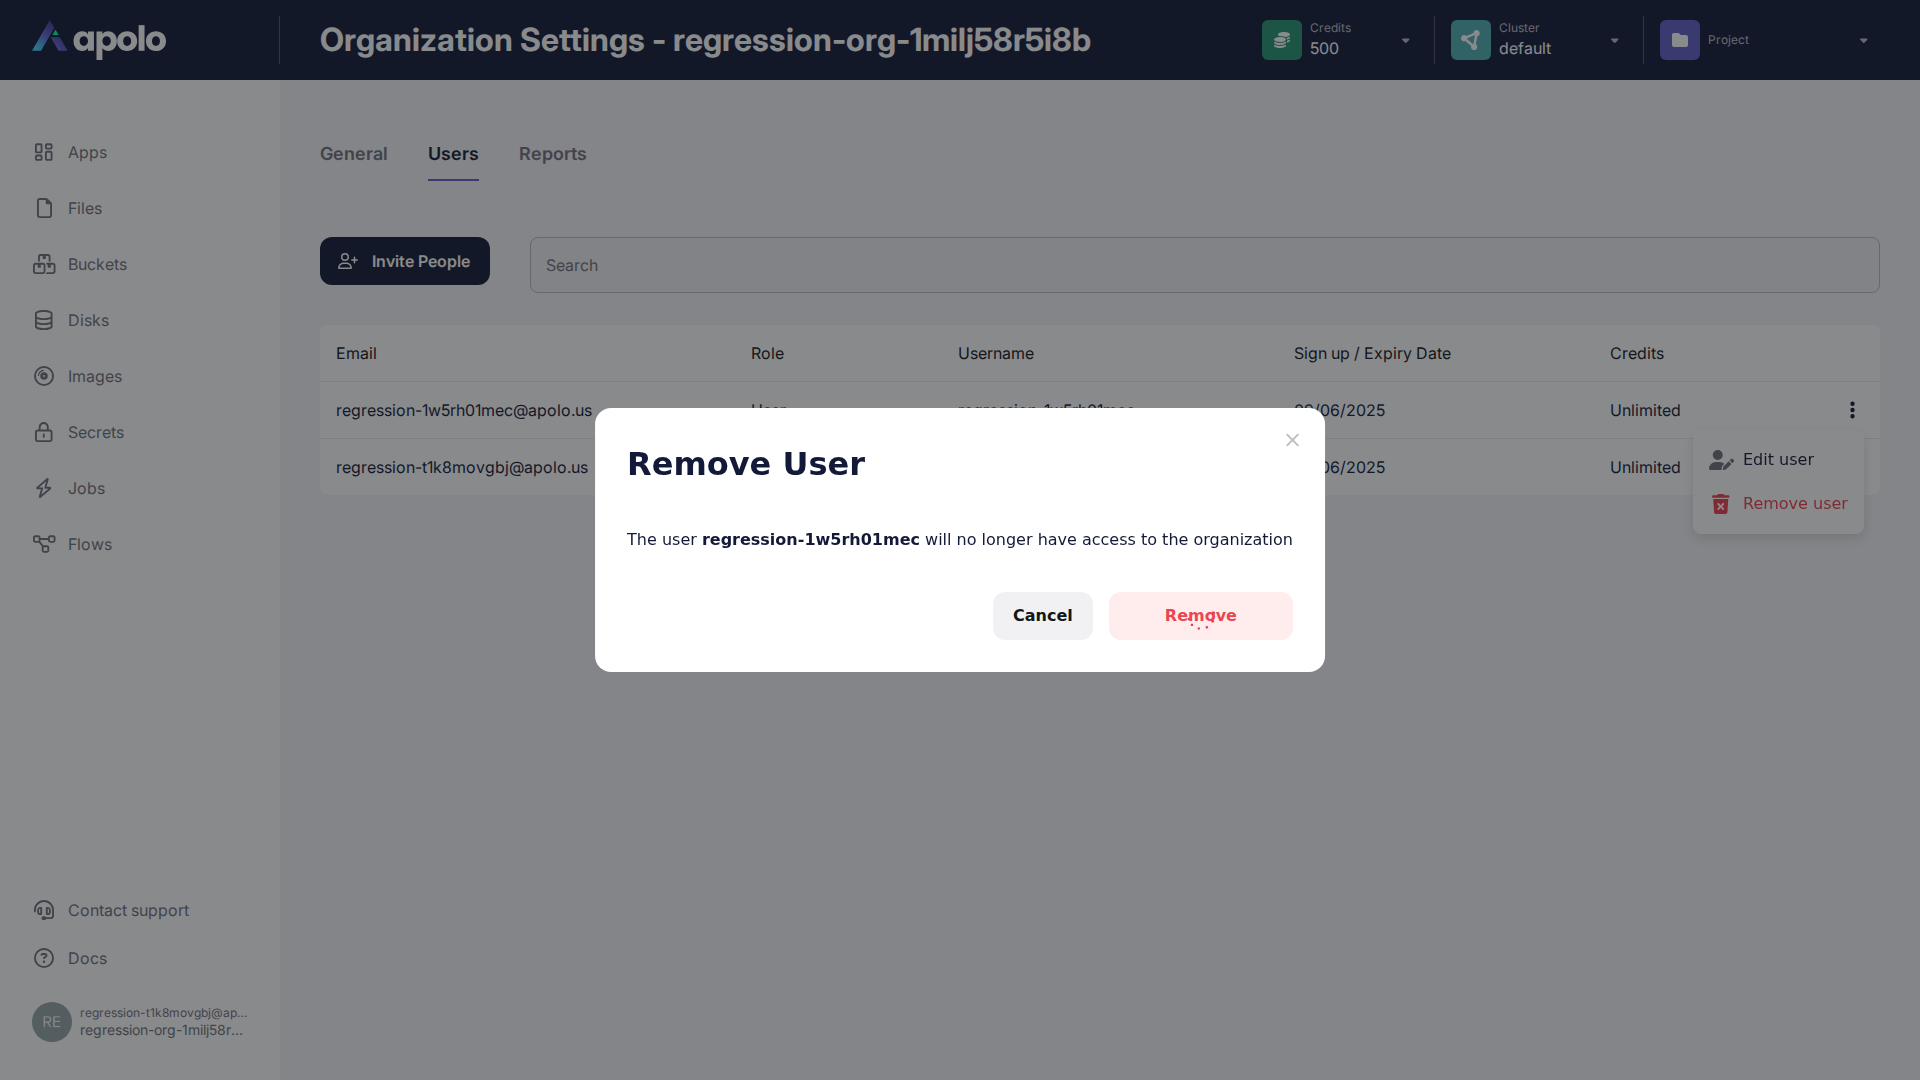 apolo
Organization Settings - regression-org-1milj58r5i8b
Credits
500
Cluster
default
Project
Apps
Files
Buckets
Disks
Images
Secrets
Jobs
Flows
General Users Reports
Invite People
Search
Email Role Username Sign up / Expiry Date Credits
regression-1w5rh01mec@apolo.us /06/2025 Unlimited
regression-t1k8movgbj@apolo.us 06/2025 Unlimited
Edit user
Remove user
Remove User
The user regression-1w5rh01mec will no longer have access to the organization
Cancel Remove
Contact support
Docs
RE
regression-t1k8movgbj@ap...
regression-org-1milj58r...